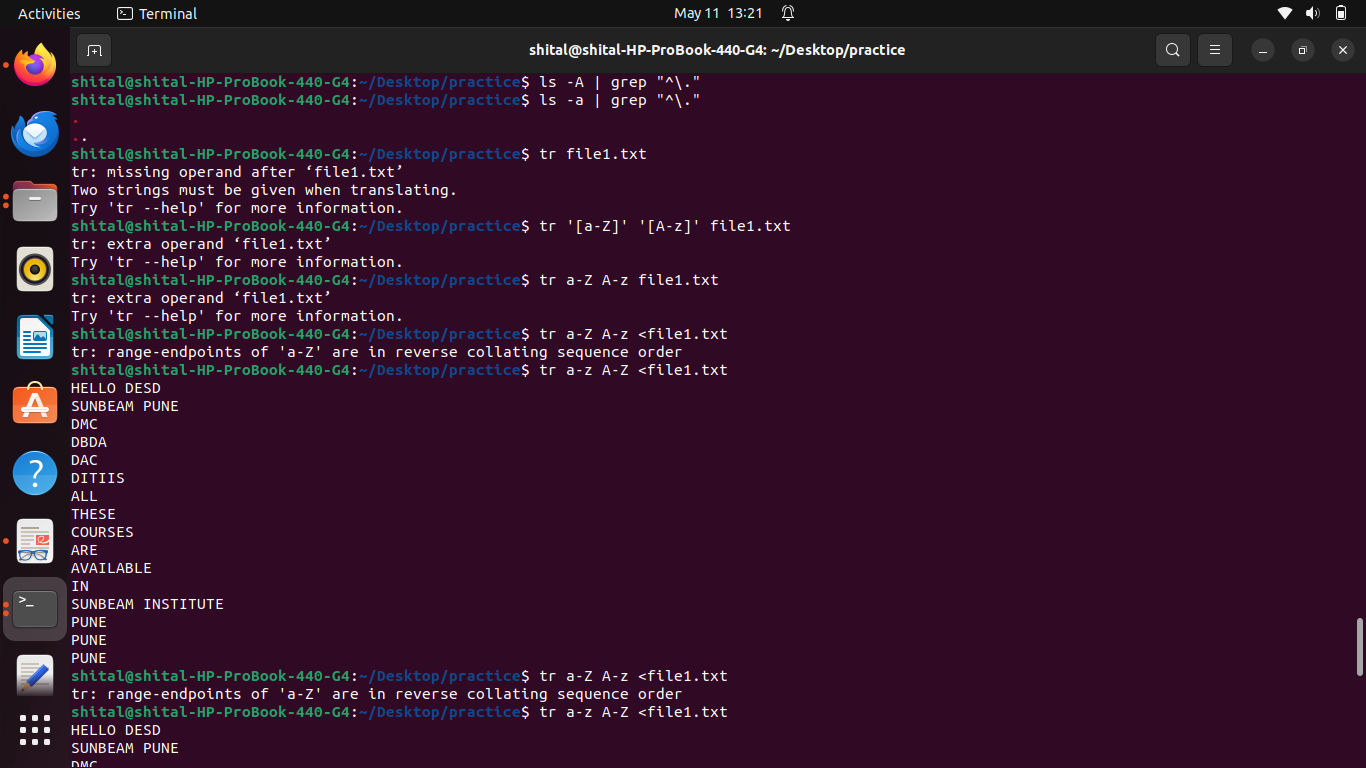 Activities
Terminal
May 11 13:21
shital@shital-HP-ProBook-440-G4: ~/Desktop/practice
shital@shital-HP-ProBook-440-G4:~/Desktop/practice$ ls -A | grep "^\."
shital@shital-HP-ProBook-440-G4:~/Desktop/practice$ ls -a | grep "^\."
.
..
shital@shital-HP-ProBook-440-G4:~/Desktop/practice$ tr file1.txt
tr: missing operand after ‘file1.txt’
Two strings must be given when translating.
Try 'tr --help' for more information.
shital@shital-HP-ProBook-440-G4:~/Desktop/practice$ tr '[a-Z]' '[A-z]' file1.txt
tr: extra operand ‘file1.txt’
Try 'tr --help' for more information.
shital@shital-HP-ProBook-440-G4:~/Desktop/practice$ tr a-Z A-z file1.txt
tr: extra operand ‘file1.txt’
Try 'tr --help' for more information.
shital@shital-HP-ProBook-440-G4:~/Desktop/practice$ tr a-Z A-z <file1.txt
tr: range-endpoints of 'a-Z' are in reverse collating sequence order
shital@shital-HP-ProBook-440-G4:~/Desktop/practice$ tr a-z A-Z <file1.txt
HELLO DESD
SUNBEAM PUNE
DMC
DBDA
DAC
DITIIS
ALL
THESE
COURSES
ARE
AVAILABLE
IN
SUNBEAM INSTITUTE
PUNE
PUNE
PUNE
shital@shital-HP-ProBook-440-G4:~/Desktop/practice$ tr a-Z A-z <file1.txt
tr: range-endpoints of 'a-Z' are in reverse collating sequence order
shital@shital-HP-ProBook-440-G4:~/Desktop/practice$ tr a-z A-Z <file1.txt
HELLO DESD
SUNBEAM PUNE
DMC